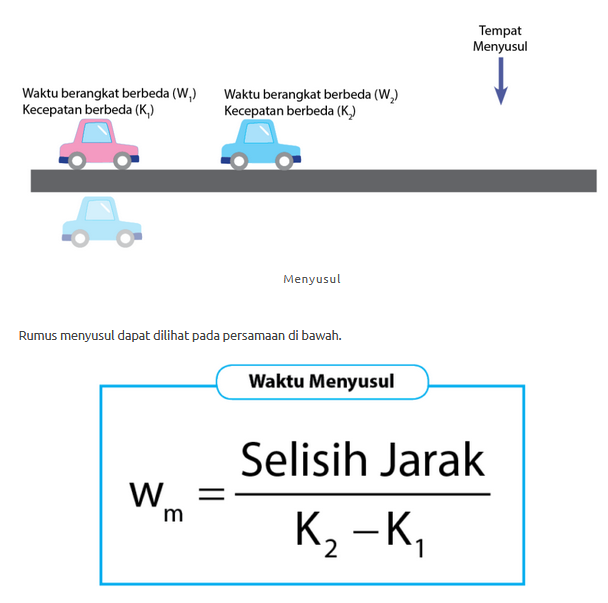 Tempat
Menyusul
Waktu berangkat berbeda (W₁)
Kecepatan berbeda (K₁)
Waktu berangkat berbeda (W₂)
Kecepatan berbeda (K₂)
Menyusul
Rumus menyusul dapat dilihat pada persamaan di bawah.
Waktu Menyusul
Selisih Jarak
Wₘ =
K₂ – K₁